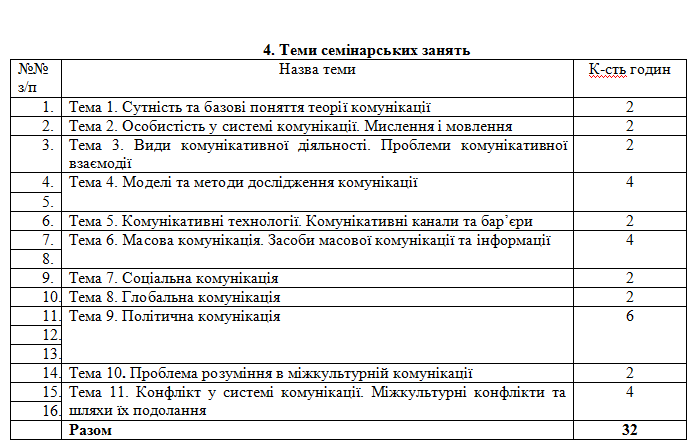 4. Теми семінарських занять
№№ Назва теми К-сть годин
з/п
1. Тема 1. Сутність та базові поняття теорії комунікації 2
2. Тема 2. Особистість у системі комунікації. Мислення і мовлення 2
3. Тема 3. Види комунікативної діяльності. Проблеми комунікативної 2
взаємодії
4. Тема 4. Моделі та методи дослідження комунікації 4
5.
6. Тема 5. Комунікативні технології. Комунікативні канали та бар’єри 2
7. Тема 6. Масова комунікація. Засоби масової комунікації та інформації 4
8.
9. Тема 7. Соціальна комунікація 2
10. Тема 8. Глобальна комунікація 2
11. Тема 9. Політична комунікація 6
12.
13.
14. Тема 10. Проблема розуміння в міжкультурній комунікації 2
15. Тема 11. Конфлікт у системі комунікації. Міжкультурні конфлікти та 4
16. шляхи їх подолання
Разом 32